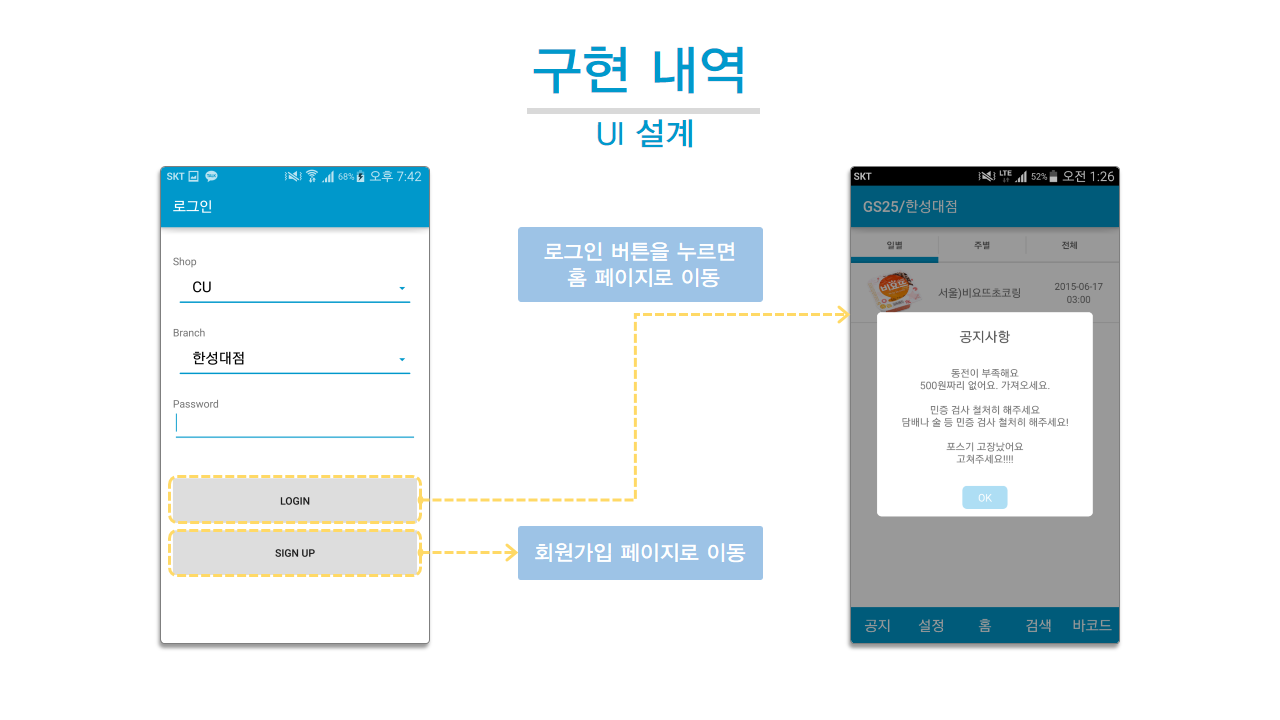 구현 내역
UI 설계
SKT 68% 오후 7:42
로그인
Shop
CU
Branch
한성대점
Password
LOGIN
SIGN UP
로그인 버튼을 누르면
홈 페이지로 이동
회원가입 페이지로 이동
SKT LTE 52% 오전 1:26
GS25/한성대점
일별 주별 전체
비요뜨
서울)비요뜨초코링
2015-06-17
03:00
공지사항
동전이 부족해요
500원짜리 없어요. 가져오세요.
민증 검사 철처히 해주세요
담배나 술 등 민증 검사 철처히 해주세요!
포스기 고장났어요
고쳐주세요!!!!
OK
공지 설정 홈 검색 바코드